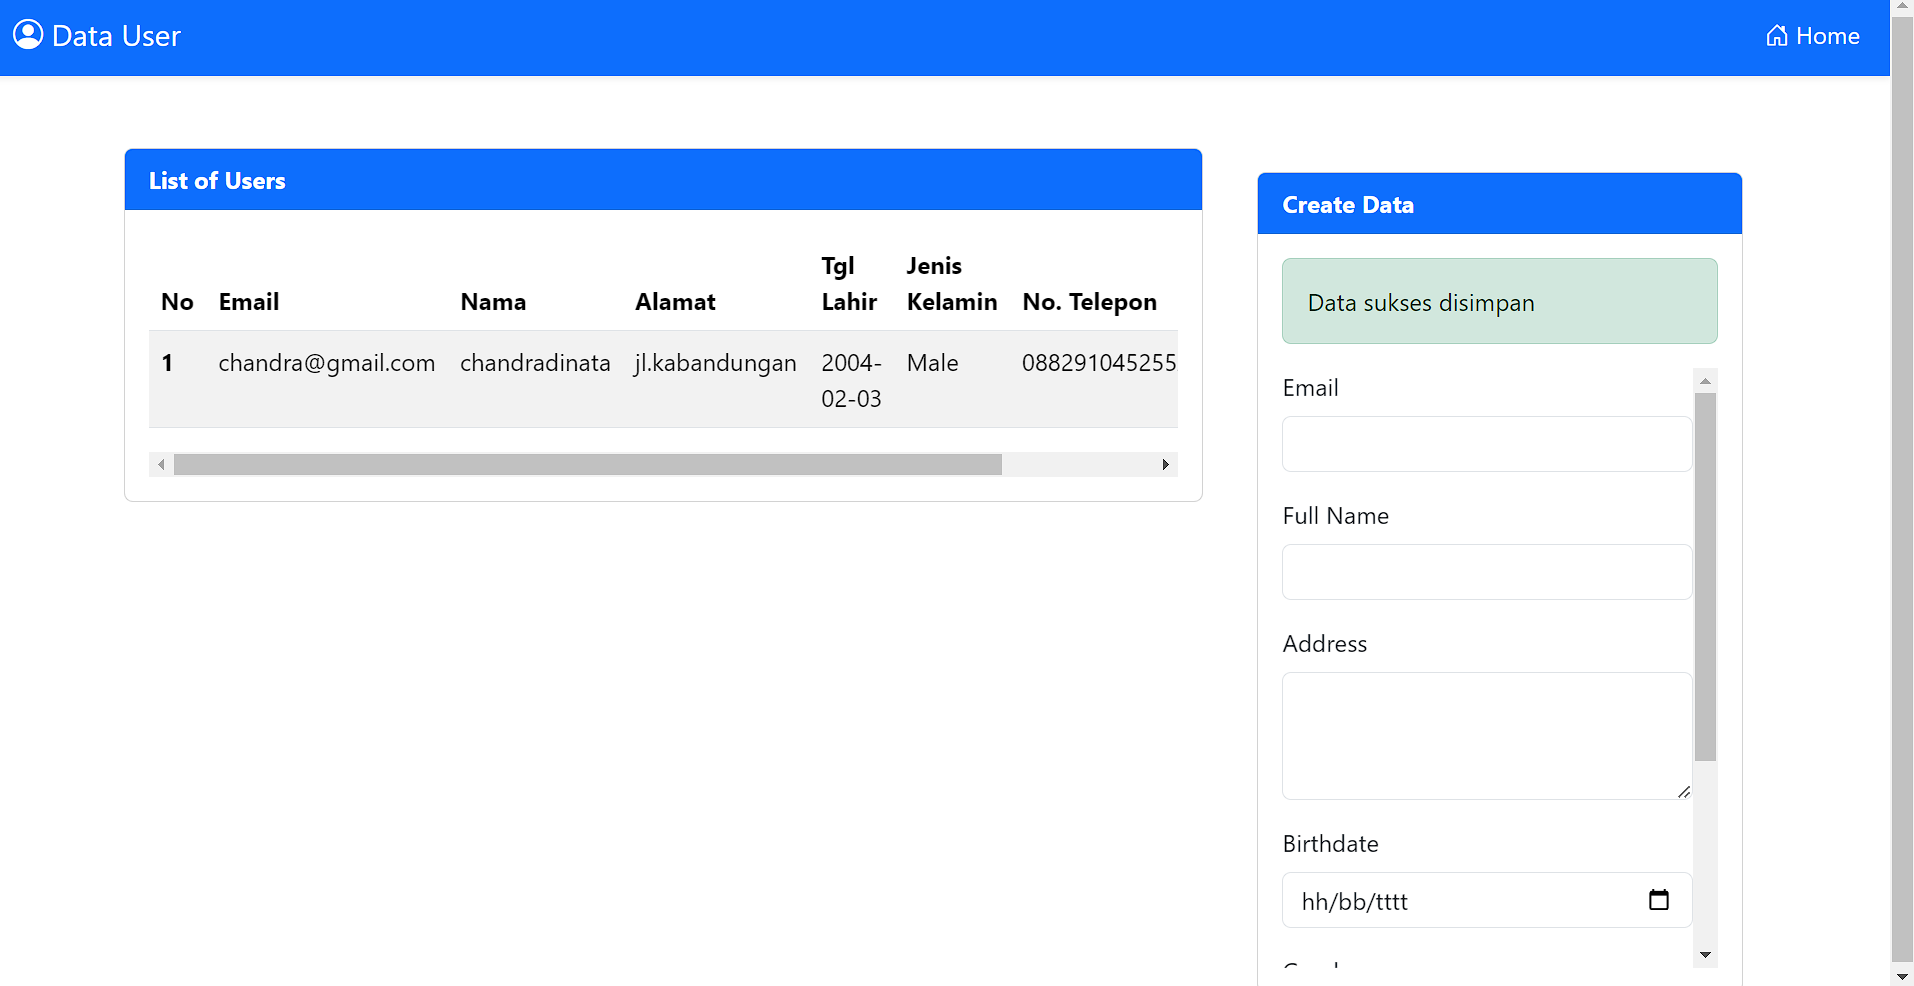 Data User
Home
List of Users
No Email Nama Alamat Tgl Lahir Jenis Kelamin No. Telepon
1 chandra@gmail.com chandradinata jl.kabandungan 2004-02-03 Male 088291045255
Create Data
Data sukses disimpan
Email
Full Name
Address
Birthdate
hh/bb/tttt